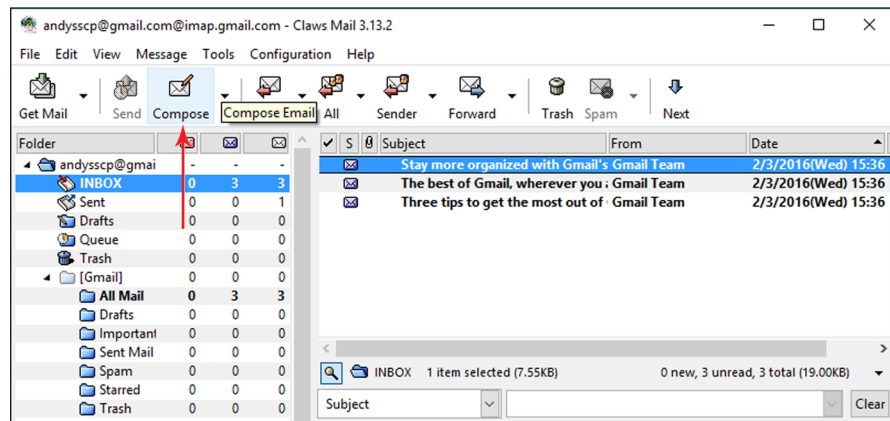 andysscp@gmail.com@imap.gmail.com - Claws Mail 3.13.2
File Edit View Message Tools Configuration Help
Get Mail Send Compose Compose Email All Sender Forward Trash Spam Next
Folder
andysscp@gmai - - -
INBOX 0 3 3
Sent 0 0 1
Drafts 0 0 0
Queue 0 0 0
Trash 0 0 0
[Gmail] 0 0 0
All Mail 0 3 3
Drafts 0 0 0
Important 0 0 0
Sent Mail 0 0 0
Spam 0 0 0
Starred 0 0 0
Trash 0 0 0
S Subject From Date
Stay more organized with Gmail's Gmail Team 2/3/2016(Wed) 15:36
The best of Gmail, wherever you Gmail Team 2/3/2016(Wed) 15:36
Three tips to get the most out of Gmail Team 2/3/2016(Wed) 15:36
INBOX 1 item selected (7.55KB) 0 new, 3 unread, 3 total (19.00KB)
Subject Clear